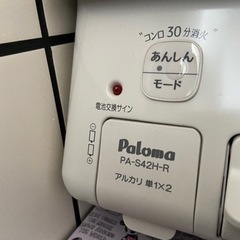 コンロ30分消火
あんしん
モード
電池交換サイン
Paloma
PA-S42H-R
アルカリ 単1×2